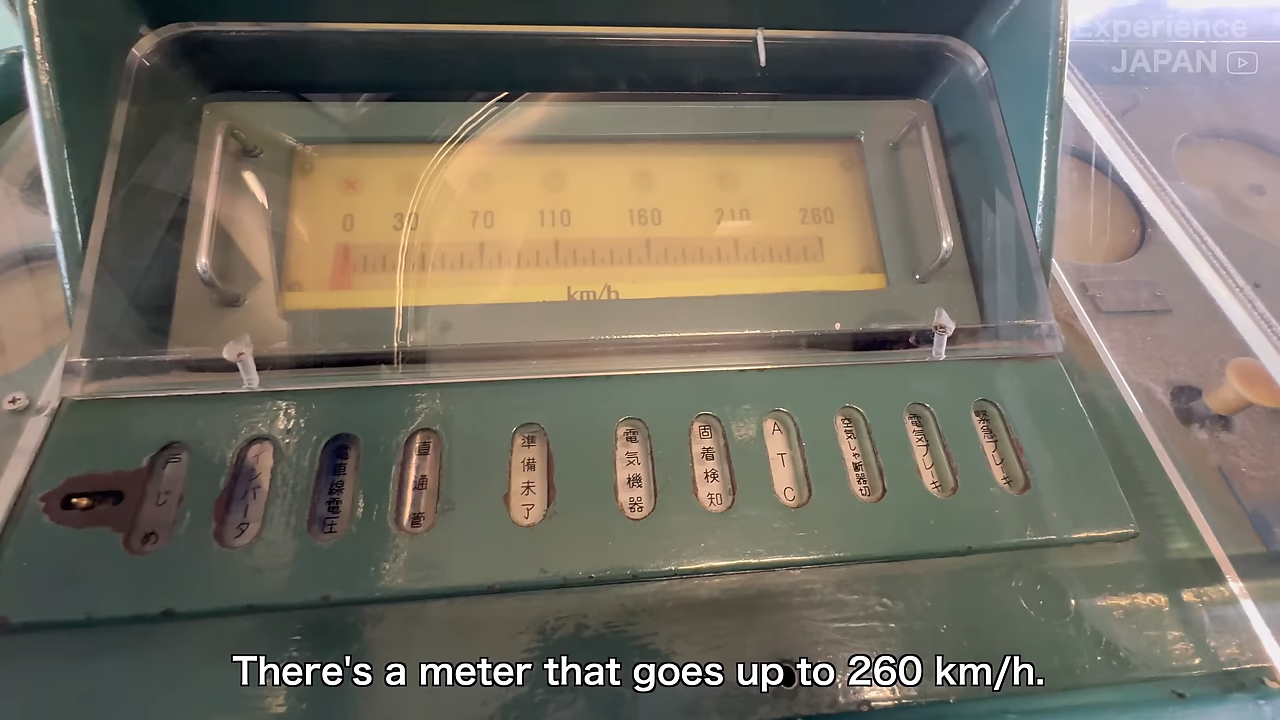 Experience
JAPAN
0 30 70 110 160 210 260
km/h
戸じめ
インバータ
電車線電圧
直通管
準備未了
電気機器
固着検知
ATC
空気しゃ断器切
電気ブレーキ
緊急ブレーキ
There's a meter that goes up to 260 km/h.